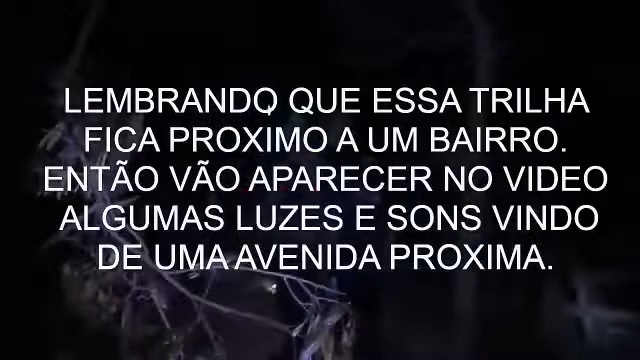 LEMBRANDO QUE ESSA TRILHA
FICA PROXIMO A UM BAIRRO.
ENTÃO VÃO APARECER NO VIDEO
ALGUMAS LUZES E SONS VINDO
DE UMA AVENIDA PROXIMA.